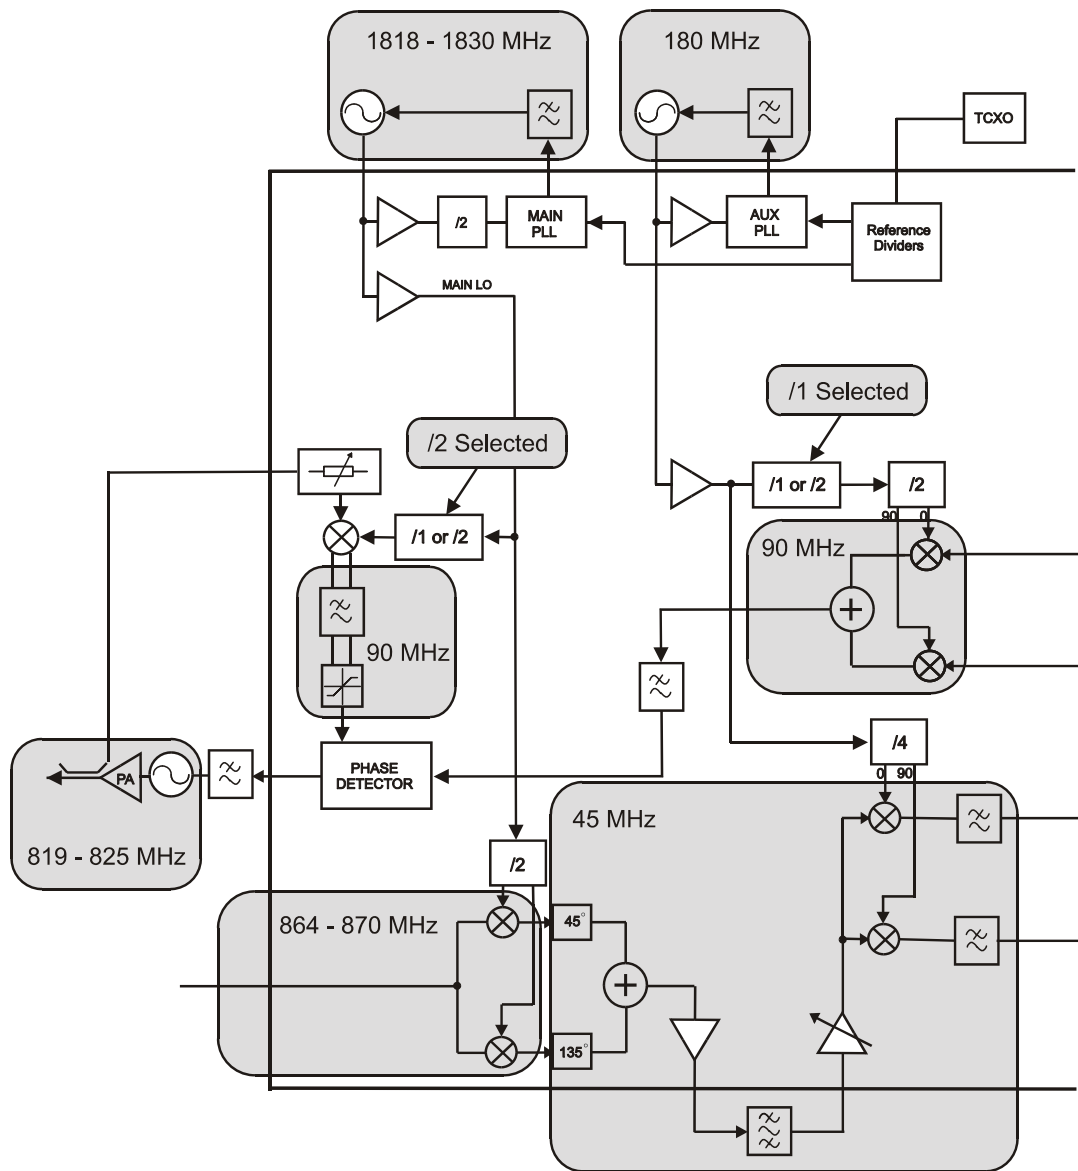 1818 - 1830 MHz
180 MHz
TCXO
/2
MAIN
PLL
AUX
PLL
Reference
Dividers
MAIN LO
/1 Selected
/2 Selected
/1 or /2
/2
90
0
/1 or /2
90 MHz
90 MHz
/4
0
90
PHASE
DETECTOR
PA
819 - 825 MHz
45 MHz
/2
864 - 870 MHz
45°
135°